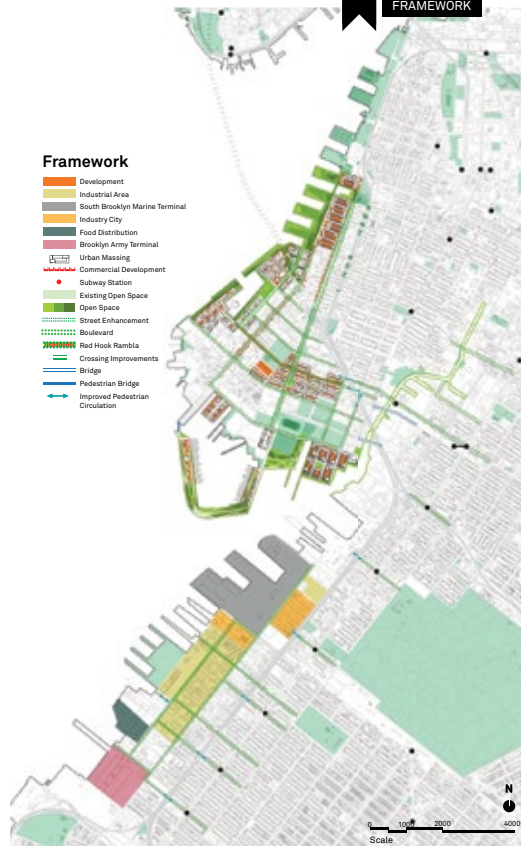 FRAMEWORK
Framework
Development
Industrial Area
South Brooklyn Marine Terminal
Industry City
Food Distribution
Brooklyn Army Terminal
Urban Massing
Commercial Development
Subway Station
Existing Open Space
Open Space
Street Enhancement
Boulevard
Red Hook Rambla
Crossing Improvements
Bridge
Pedestrian Bridge
Improved Pedestrian
Circulation
N
0 1000 2000 4000
Scale